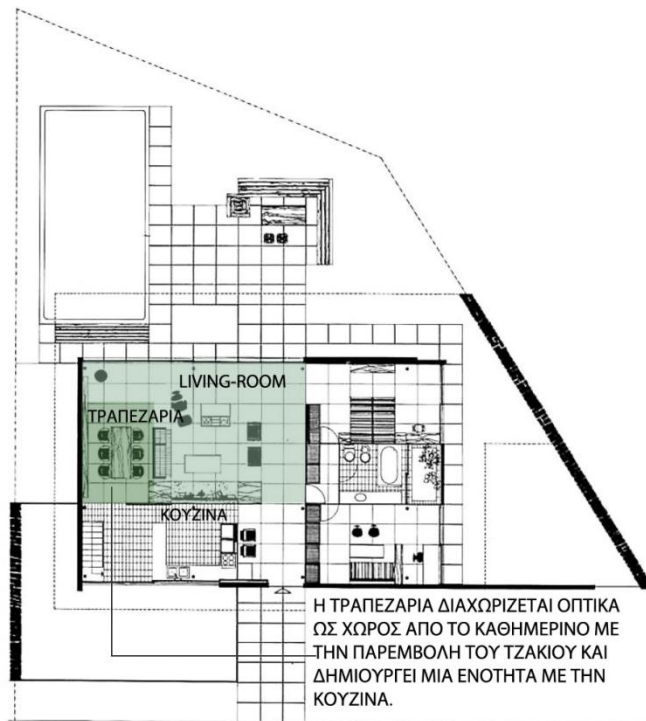 LIVING-ROOM
ΤΡΑΠΕΖΑΡΙΑ
ΚΟΥΖΙΝΑ
Η ΤΡΑΠΕΖΑΡΙΑ ΔΙΑΧΩΡΙΖΕΤΑΙ ΟΠΤΙΚΑ
ΩΣ ΧΩΡΟΣ ΑΠΟ ΤΟ ΚΑΘΗΜΕΡΙΝΟ ΜΕ
ΤΗΝ ΠΑΡΕΜΒΟΛΗ ΤΟΥ ΤΖΑΚΙΟΥ ΚΑΙ
ΔΗΜΙΟΥΡΓΕΙ ΜΙΑ ΕΝΟΤΗΤΑ ΜΕ ΤΗΝ
ΚΟΥΖΙΝΑ.